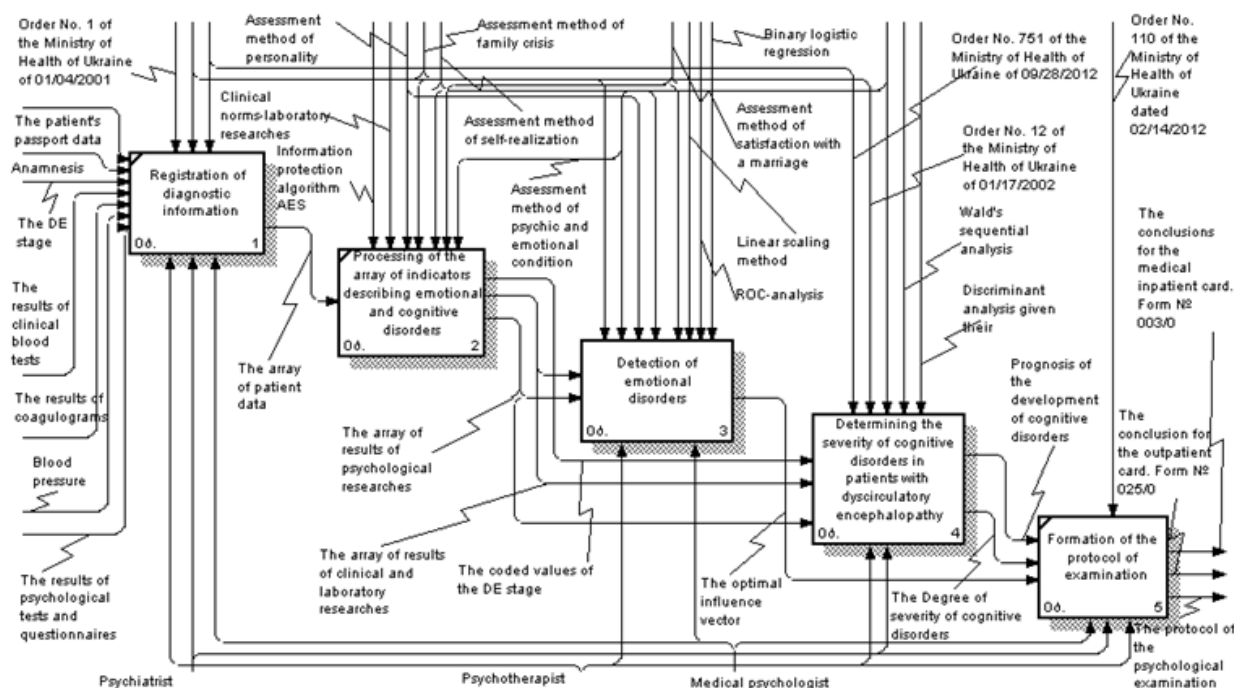 Order No. 1 of
the Ministry of
Health of Ukraine
of 01/04/2001
Assessment
method of
personality
Assessment method of
family crisis
Binary logistic
regression
Order No. 751 of the
Ministry of Health of
Ukraine of 09/28/2012
Order No.
110 of the
Ministry of
Health of
Ukraine
dated
02/14/2012
Clinical
norms-laboratory
researches
Assessment method
of self-realization
Assessment
method of
satisfaction with
a marriage
Order No. 12 of
the Ministry of
Health of Ukraine
of 01/17/2002
The patient's
passport data
Anamnesis
The DE
stage
The
results of
clinical
blood
tests
The results of
coagulograms
Blood
pressure
The results of
psychological
tests and
questionnaires
Registration of
diagnostic
information
0д.
1
Information
protection
algorithm
AES
Assessment
method of
psychic and
emotional
condition
Linear scaling
method
ROC-analysis
Wald's
sequential
analysis
Discriminant
analysis given
their
The
conclusions
for the
medical
inpatient card.
Form №
003/0
Processing of the
array of indicators
describing emotional
and cognitive
disorders
0д.
2
The array
of patient
data
Detection of
emotional
disorders
0д.
3
Prognosis of
the
development
of cognitive
disorders
The
conclusion for
the outpatient
card. Form №
025/0
The array of
results of
psychological
researches
Determining the
severity of cognitive
disorders in
patients with
dyscirculatory
encephalopathy
0д.
4
The array of results
of clinical and
laboratory
researches
The coded values of
the DE stage
The optimal
influence
vector
The Degree of
severity of cognitive
disorders
Formation of the
protocol of
examination
0д.
5
The protocol of
the
psychological
examination
Psychiatrist
Psychotherapist
Medical psychologist